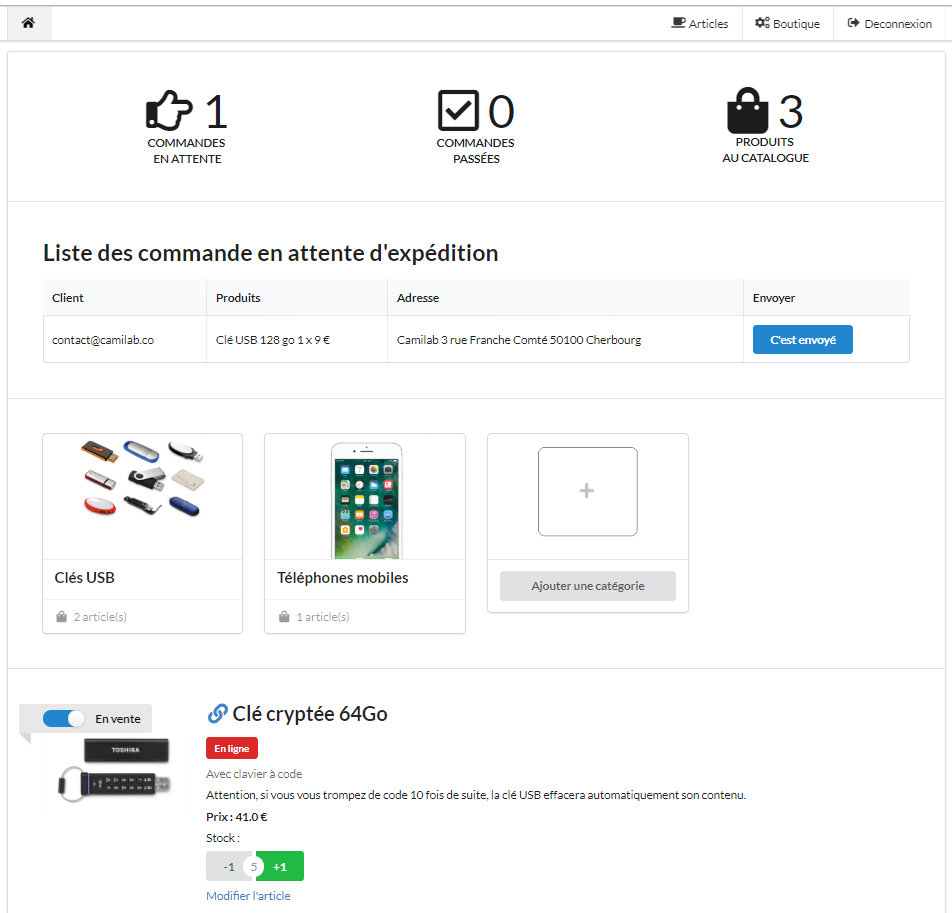 Articles
Boutique
Deconnexion
1
COMMANDES
EN ATTENTE
0
COMMANDES
PASSÉES
3
PRODUITS
AU CATALOGUE
Liste des commande en attente d'expédition
Client Produits Adresse Envoyer
contact@camilab.co Clé USB 128 go 1 x 9 € Camilab 3 rue Franche Comté 50100 Cherbourg C'est envoyé
Clés USB
2 article(s)
Téléphones mobiles
1 article(s)
+
Ajouter une catégorie
En vente
TOSHIBA
Clé cryptée 64Go
En ligne
Avec clavier à code
Attention, si vous vous trompez de code 10 fois de suite, la clé USB effacera automatiquement son contenu.
Prix : 41.0 €
Stock :
-1 5 +1
Modifier l'article